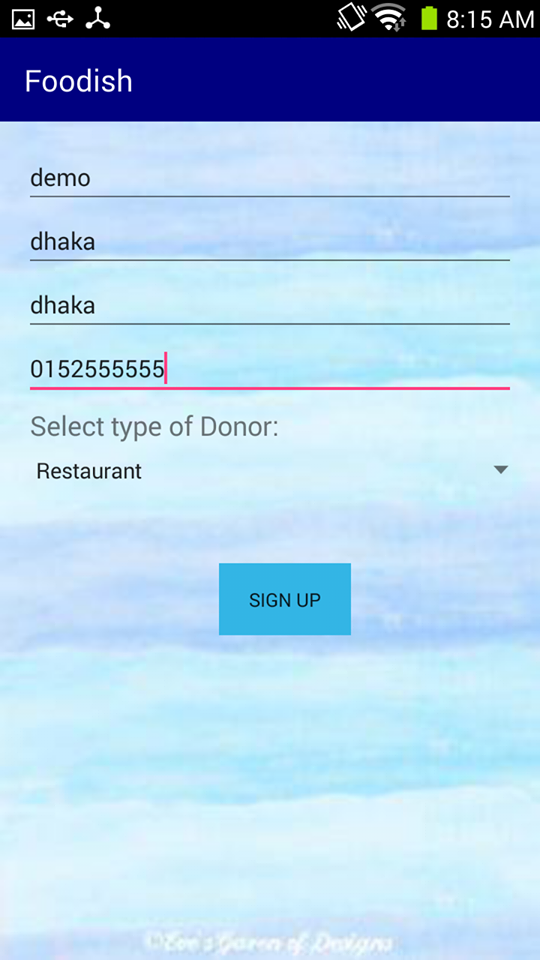 8:15 AM
Foodish
demo
dhaka
dhaka
0152555555
Select type of Donor:
Restaurant
SIGN UP
©Eve's Garden of Designs